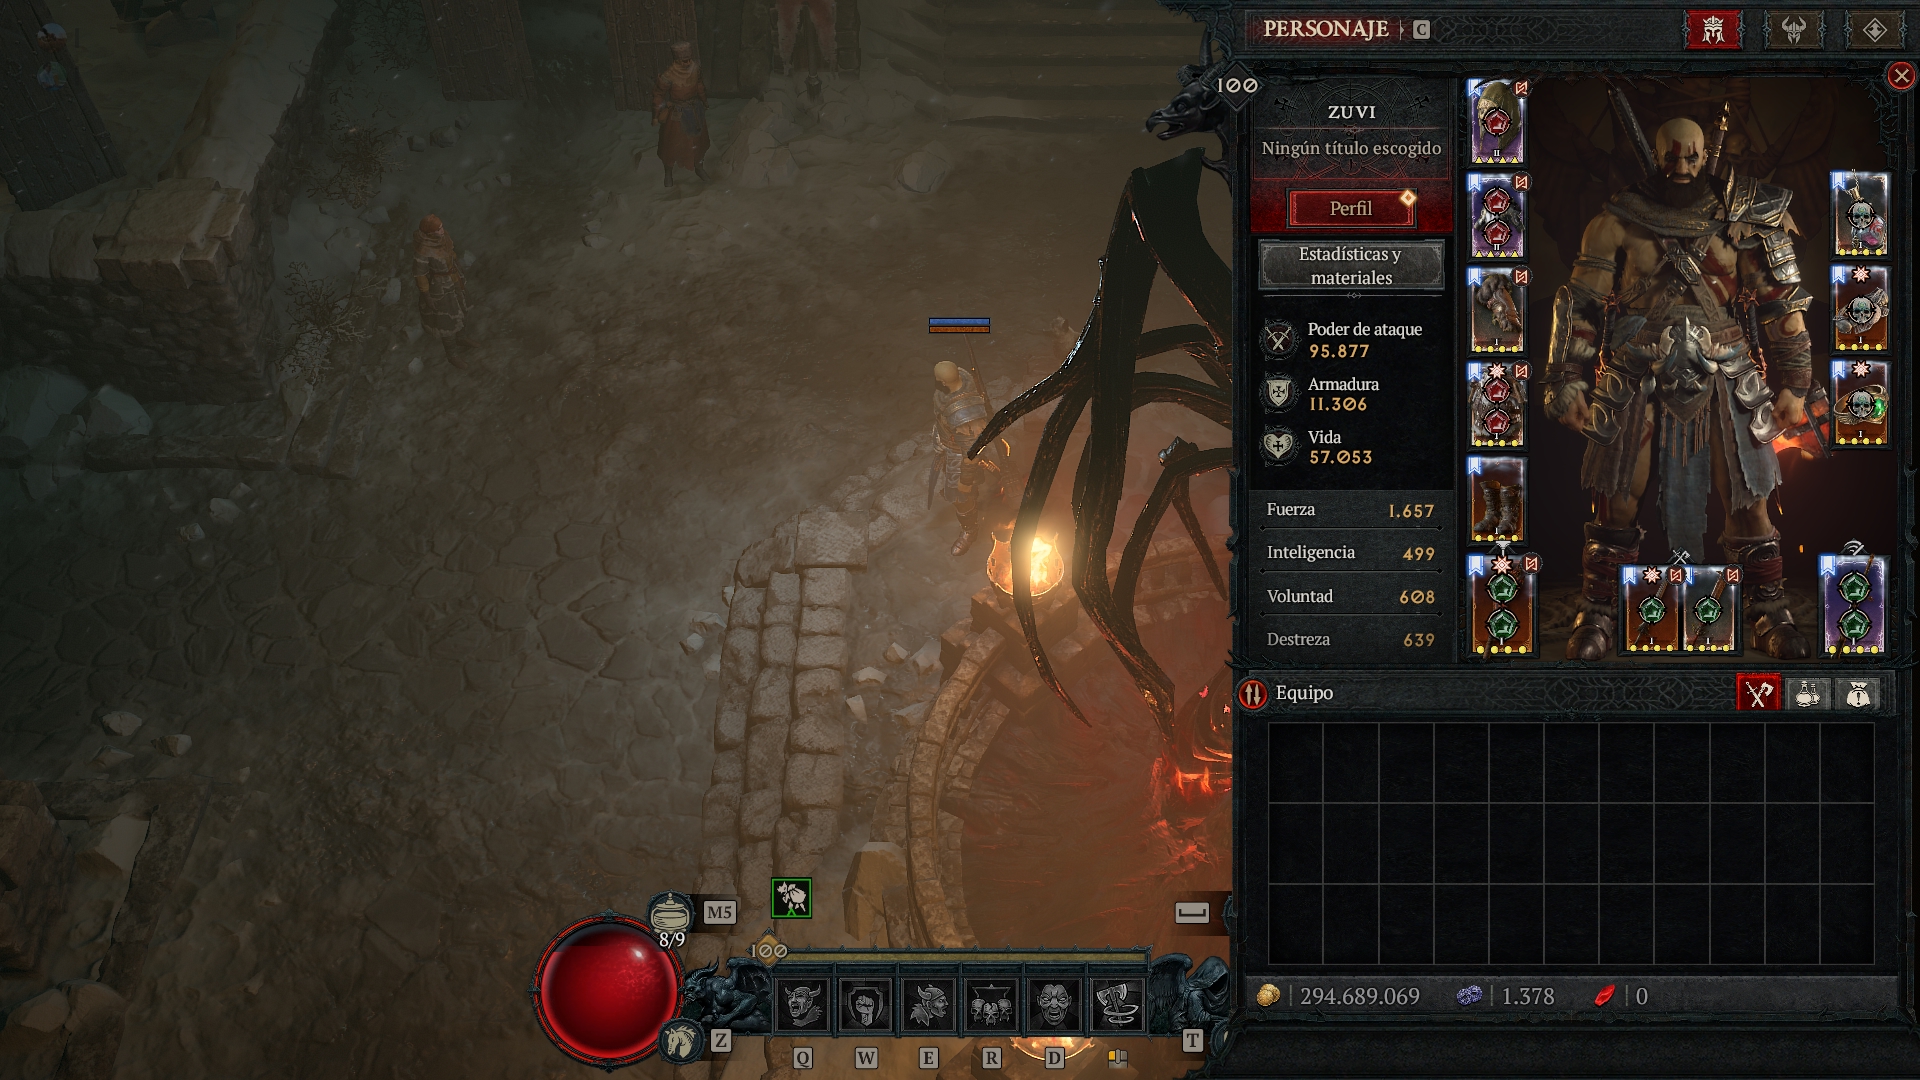 PERSONAJE C
100
ZUVI
Ningún título escogido
Perfil
Estadísticas y
materiales
Poder de ataque
95.877
Armadura
11.306
Vida
57.053
Fuerza 1.657
Inteligencia 499
Voluntad 608
Destreza 639
Equipo
294.689.069 1.378 0
M5
8/9
100
Z
Q W E R D T